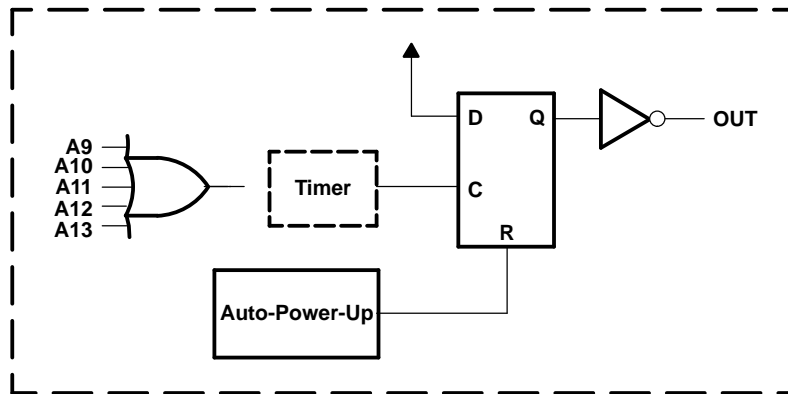 A9
A10
A11
A12
A13
Timer
D
Q
C
R
OUT
Auto-Power-Up